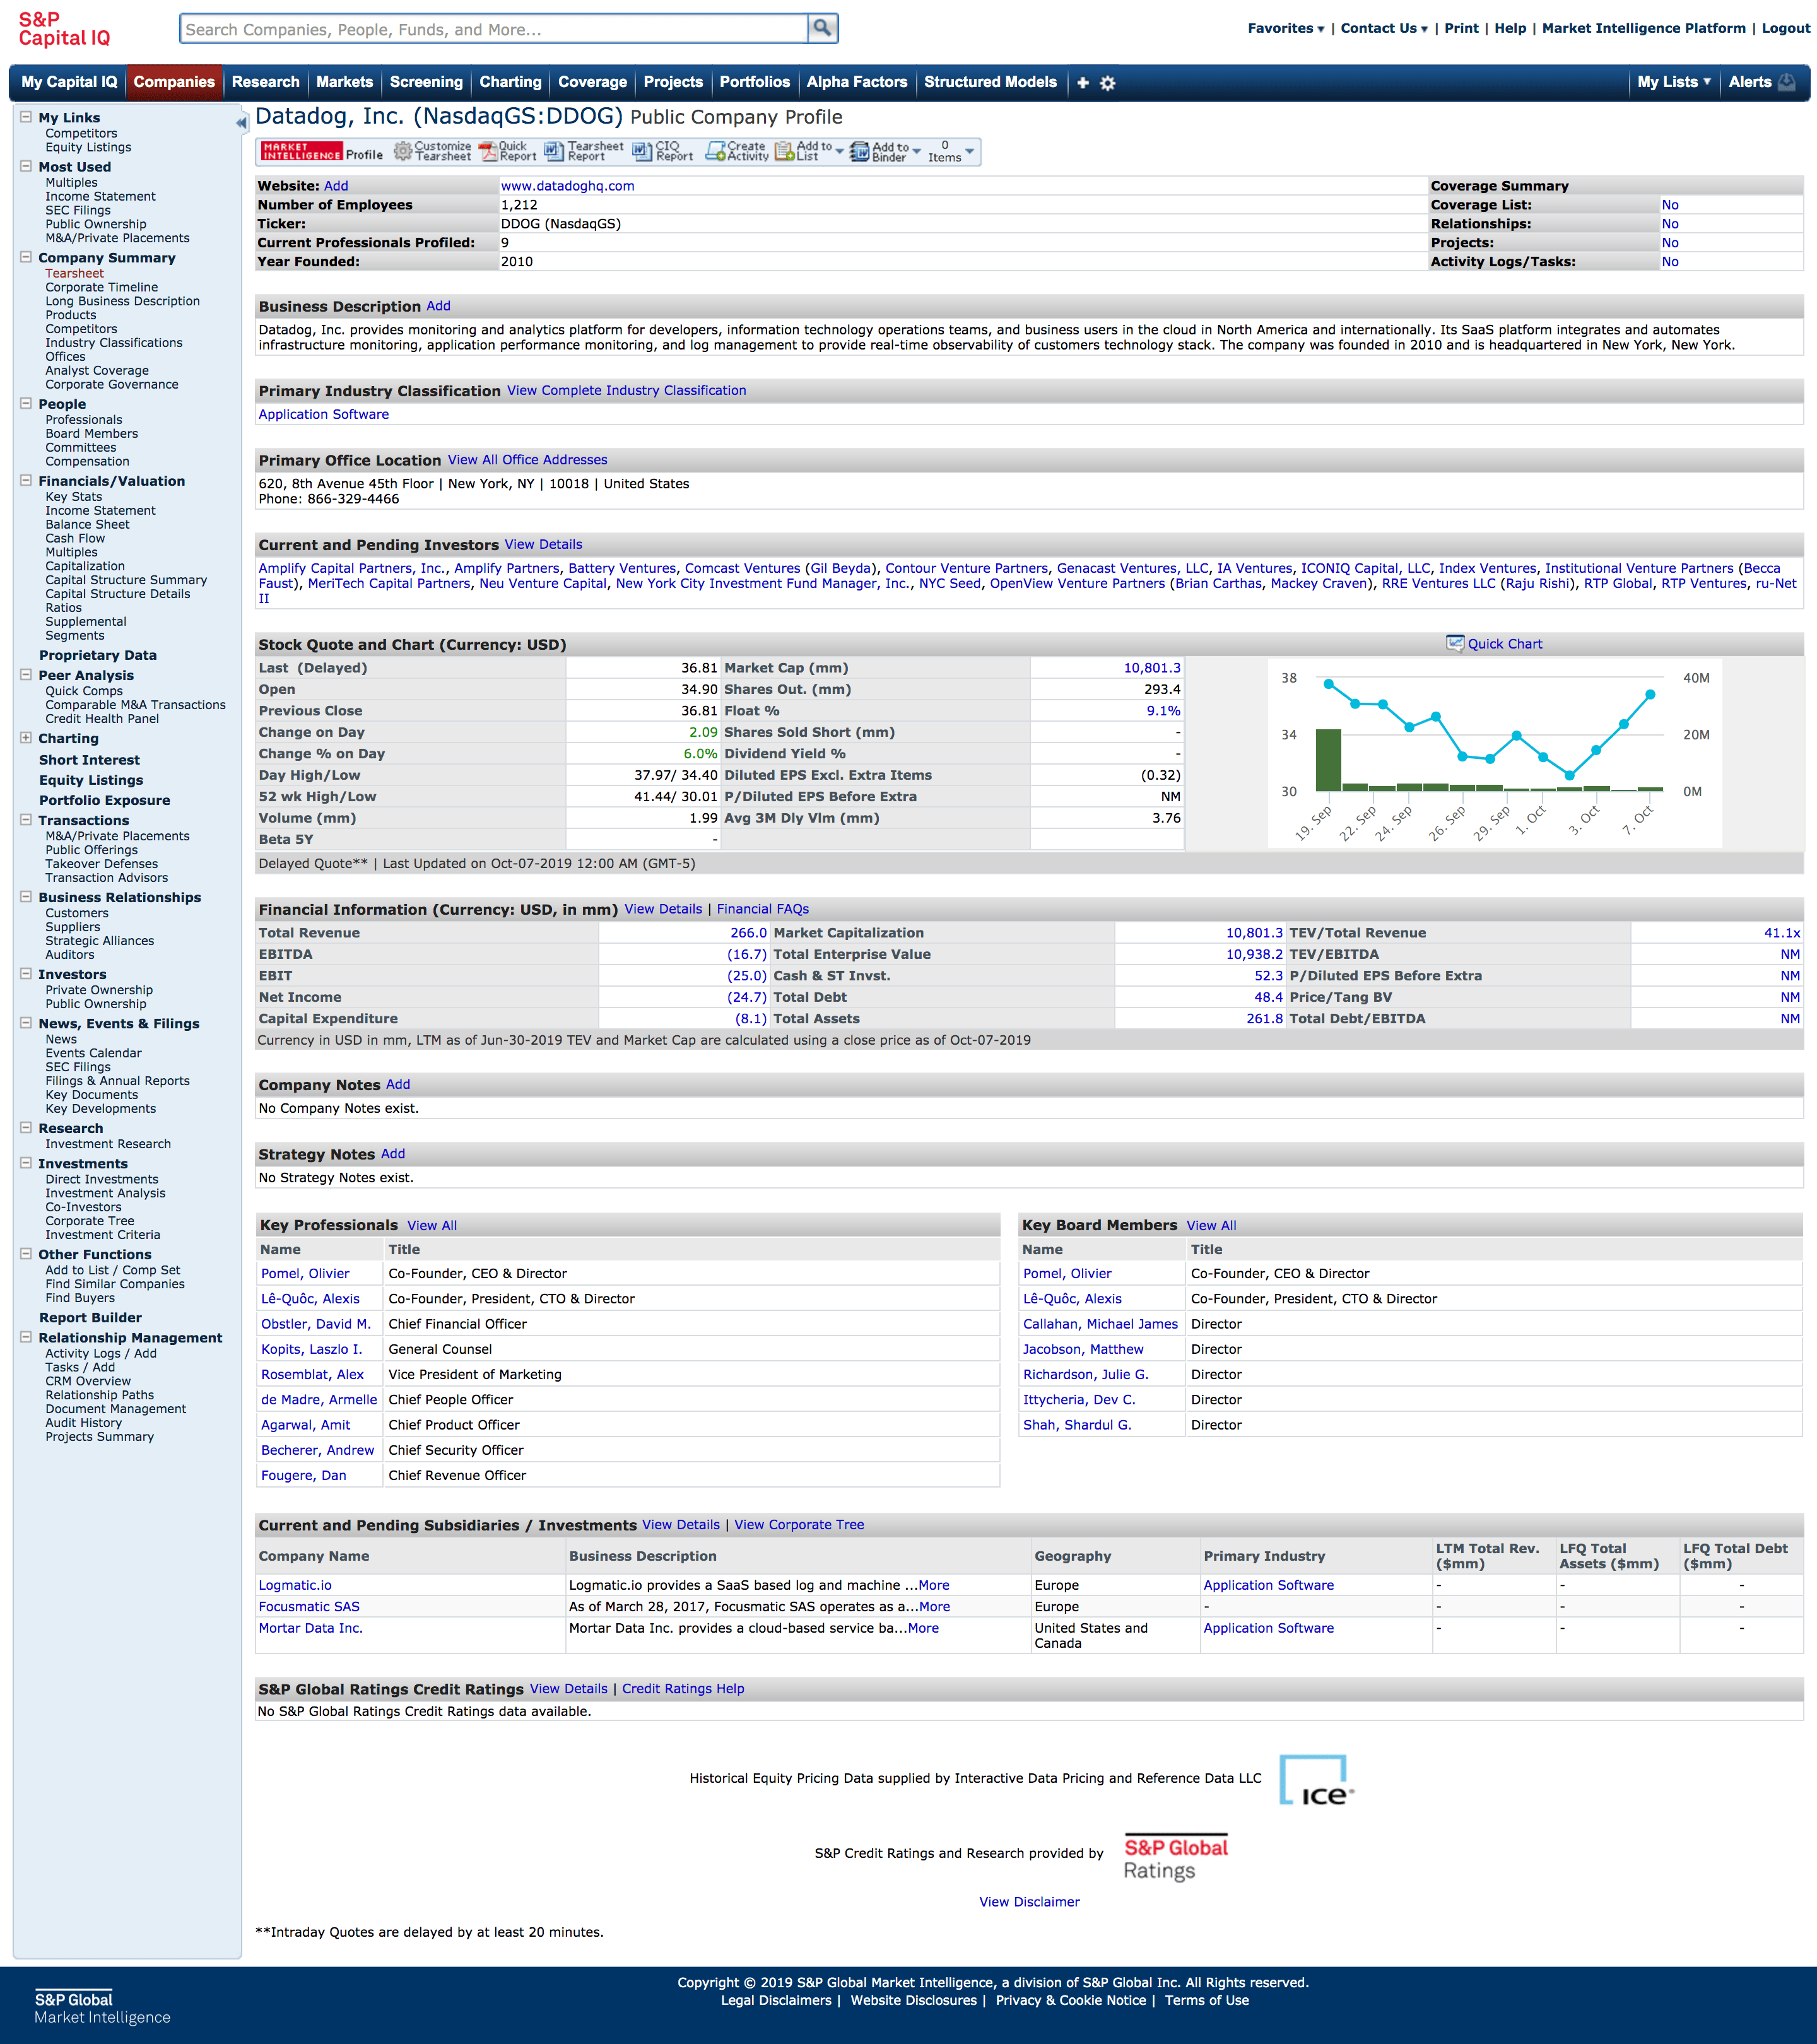 S&P
Capital IQ
Search Companies, People, Funds, and More...
Favorites ▾ | Contact Us ▾ | Print | Help | Market Intelligence Platform | Logout
My Capital IQ Companies Research Markets Screening Charting Coverage Projects Portfolios Alpha Factors Structured Models My Lists ▾ Alerts
My Links
Competitors
Equity Listings
Most Used
Multiples
Income Statement
SEC Filings
Public Ownership
M&A/Private Placements
Company Summary
Tearsheet
Corporate Timeline
Long Business Description
Products
Competitors
Industry Classifications
Offices
Analyst Coverage
Corporate Governance
People
Professionals
Board Members
Committees
Compensation
Financials/Valuation
Key Stats
Income Statement
Balance Sheet
Cash Flow
Multiples
Capitalization
Capital Structure Summary
Capital Structure Details
Ratios
Supplemental
Segments
Proprietary Data
Peer Analysis
Quick Comps
Comparable M&A Transactions
Credit Health Panel
Charting
Short Interest
Equity Listings
Portfolio Exposure
Transactions
M&A/Private Placements
Public Offerings
Takeover Defenses
Transaction Advisors
Business Relationships
Customers
Suppliers
Strategic Alliances
Auditors
Investors
Private Ownership
Public Ownership
News, Events & Filings
News
Events Calendar
SEC Filings
Filings & Annual Reports
Key Documents
Key Developments
Research
Investment Research
Investments
Direct Investments
Investment Analysis
Co-Investors
Corporate Tree
Investment Criteria
Other Functions
Add to List / Comp Set
Find Similar Companies
Find Buyers
Report Builder
Relationship Management
Activity Logs / Add
Tasks / Add
CRM Overview
Relationship Paths
Document Management
Audit History
Projects Summary
Datadog, Inc. (NasdaqGS:DDOG) Public Company Profile
MARKET INTELLIGENCE Profile Customize Tearsheet Quick Report Tearsheet Report CIQ Report Create Activity Add to List Add to Binder 0 Items
Website: Add www.datadoghq.com Coverage Summary
Number of Employees 1,212 Coverage List: No
Ticker: DDOG (NasdaqGS) Relationships: No
Current Professionals Profiled: 9 Projects: No
Year Founded: 2010 Activity Logs/Tasks: No
Business Description Add
Datadog, Inc. provides monitoring and analytics platform for developers, information technology operations teams, and business users in the cloud in North America and internationally. Its SaaS platform integrates and automates
infrastructure monitoring, application performance monitoring, and log management to provide real-time observability of customers technology stack. The company was founded in 2010 and is headquartered in New York, New York.
Primary Industry Classification View Complete Industry Classification
Application Software
Primary Office Location View All Office Addresses
620, 8th Avenue 45th Floor | New York, NY | 10018 | United States
Phone: 866-329-4466
Current and Pending Investors View Details
Amplify Capital Partners, Inc., Amplify Partners, Battery Ventures, Comcast Ventures (Gil Beyda), Contour Venture Partners, Genacast Ventures, LLC, IA Ventures, ICONIQ Capital, LLC, Index Ventures, Institutional Venture Partners (Becca
Faust), MeriTech Capital Partners, Neu Venture Capital, New York City Investment Fund Manager, Inc., NYC Seed, OpenView Venture Partners (Brian Carthas, Mackey Craven), RRE Ventures LLC (Raju Rishi), RTP Global, RTP Ventures, ru-Net
II
Stock Quote and Chart (Currency: USD) Quick Chart
Last (Delayed) 36.81 Market Cap (mm) 10,801.3
Open 34.90 Shares Out. (mm) 293.4
Previous Close 36.81 Float % 9.1%
Change on Day 2.09 Shares Sold Short (mm) -
Change % on Day 6.0% Dividend Yield % -
Day High/Low 37.97/ 34.40 Diluted EPS Excl. Extra Items (0.32)
52 wk High/Low 41.44/ 30.01 P/Diluted EPS Before Extra NM
Volume (mm) 1.99 Avg 3M Dly Vlm (mm) 3.76
Beta 5Y -
38 40M
34 20M
30 0M
19. Sep 22. Sep 24. Sep 26. Sep 29. Sep 1. Oct 3. Oct 7. Oct
Delayed Quote** | Last Updated on Oct-07-2019 12:00 AM (GMT-5)
Financial Information (Currency: USD, in mm) View Details | Financial FAQs
Total Revenue 266.0 Market Capitalization 10,801.3 TEV/Total Revenue 41.1x
EBITDA (16.7) Total Enterprise Value 10,938.2 TEV/EBITDA NM
EBIT (25.0) Cash & ST Invst. 52.3 P/Diluted EPS Before Extra NM
Net Income (24.7) Total Debt 48.4 Price/Tang BV NM
Capital Expenditure (8.1) Total Assets 261.8 Total Debt/EBITDA NM
Currency in USD in mm, LTM as of Jun-30-2019 TEV and Market Cap are calculated using a close price as of Oct-07-2019
Company Notes Add
No Company Notes exist.
Strategy Notes Add
No Strategy Notes exist.
Key Professionals View All
Name Title
Pomel, Olivier Co-Founder, CEO & Director
Lê-Quôc, Alexis Co-Founder, President, CTO & Director
Obstler, David M. Chief Financial Officer
Kopits, Laszlo I. General Counsel
Rosemblat, Alex Vice President of Marketing
de Madre, Armelle Chief People Officer
Agarwal, Amit Chief Product Officer
Becherer, Andrew Chief Security Officer
Fougere, Dan Chief Revenue Officer
Key Board Members View All
Name Title
Pomel, Olivier Co-Founder, CEO & Director
Lê-Quôc, Alexis Co-Founder, President, CTO & Director
Callahan, Michael James Director
Jacobson, Matthew Director
Richardson, Julie G. Director
Ittycheria, Dev C. Director
Shah, Shardul G. Director
Current and Pending Subsidiaries / Investments View Details | View Corporate Tree
Company Name Business Description Geography Primary Industry LTM Total Rev. ($mm) LFQ Total Assets ($mm) LFQ Total Debt ($mm)
Logmatic.io Logmatic.io provides a SaaS based log and machine ...More Europe Application Software - - -
Focusmatic SAS As of March 28, 2017, Focusmatic SAS operates as a...More Europe - - - -
Mortar Data Inc. Mortar Data Inc. provides a cloud-based service ba...More United States and Canada Application Software - - -
S&P Global Ratings Credit Ratings View Details | Credit Ratings Help
No S&P Global Ratings Credit Ratings data available.
Historical Equity Pricing Data supplied by Interactive Data Pricing and Reference Data LLC ice
S&P Credit Ratings and Research provided by S&P Global Ratings
View Disclaimer
**Intraday Quotes are delayed by at least 20 minutes.
S&P Global
Market Intelligence
Copyright © 2019 S&P Global Market Intelligence, a division of S&P Global Inc. All Rights reserved.
Legal Disclaimers | Website Disclosures | Privacy & Cookie Notice | Terms of Use